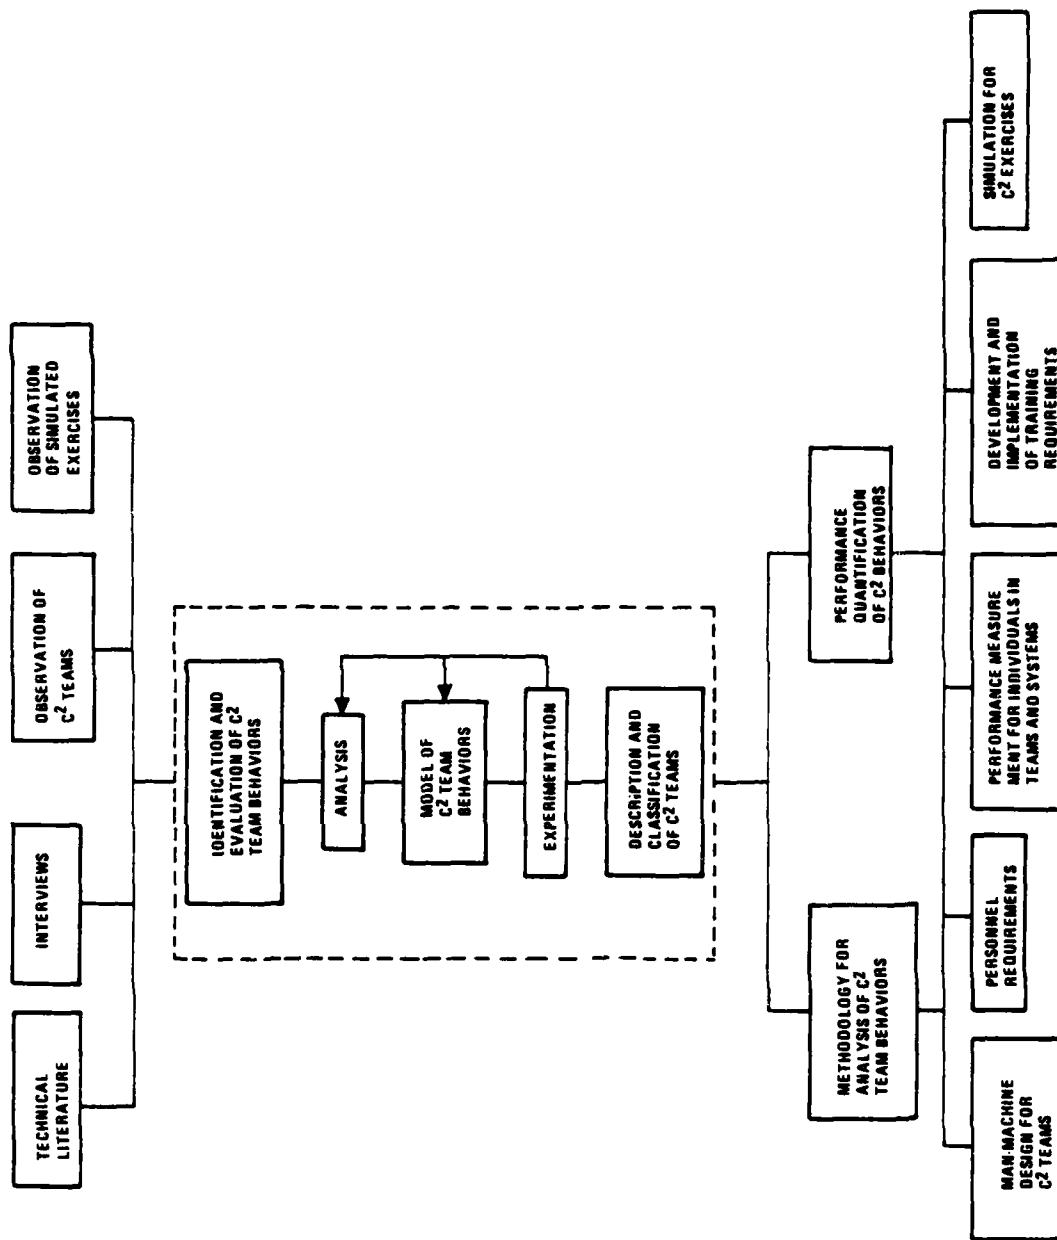 TECHNICAL
LITERATURE
INTERVIEWS
OBSERVATION OF
C² TEAMS
OBSERVATION
OF SIMULATED
EXERCISES
IDENTIFICATION AND
EVALUATION OF C²
TEAM BEHAVIORS
ANALYSIS
MODEL OF
C² TEAM
BEHAVIORS
EXPERIMENTATION
DESCRIPTION AND
CLASSIFICATION
OF C² TEAMS
METHODOLOGY FOR
ANALYSIS OF C²
TEAM BEHAVIORS
PERFORMANCE
QUANTIFICATION
OF C² BEHAVIORS
MAN-MACHINE
DESIGN FOR
C² TEAMS
PERSONNEL
REQUIREMENTS
PERFORMANCE MEASURE
MENT FOR INDIVIDUALS IN
TEAMS AND SYSTEMS
DEVELOPMENT AND
IMPLEMENTATION
OF TRAINING
REQUIREMENTS
SIMULATION FOR
C² EXERCISES